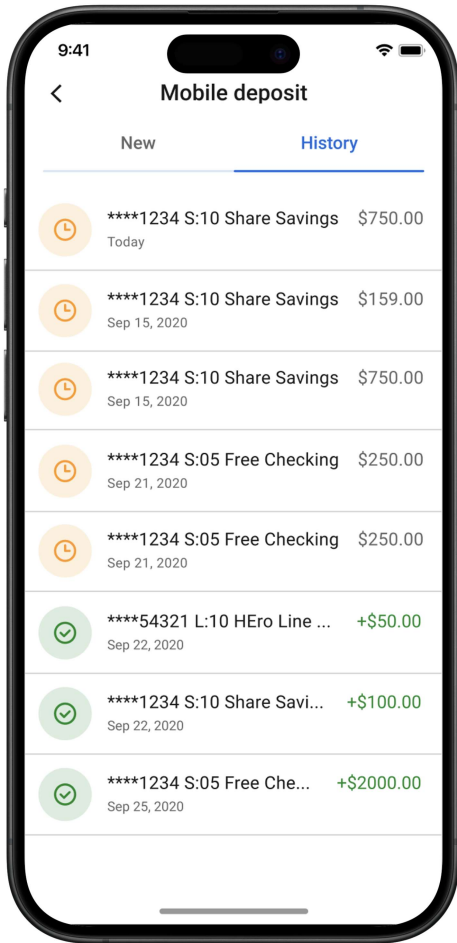 9:41
Mobile deposit
New History
****1234 S:10 Share Savings $750.00
Today
****1234 S:10 Share Savings $159.00
Sep 15, 2020
****1234 S:10 Share Savings $750.00
Sep 15, 2020
****1234 S:05 Free Checking $250.00
Sep 21, 2020
****1234 S:05 Free Checking $250.00
Sep 21, 2020
****54321 L:10 HEro Line ... +$50.00
Sep 22, 2020
****1234 S:10 Share Savi... +$100.00
Sep 22, 2020
****1234 S:05 Free Che... +$2000.00
Sep 25, 2020